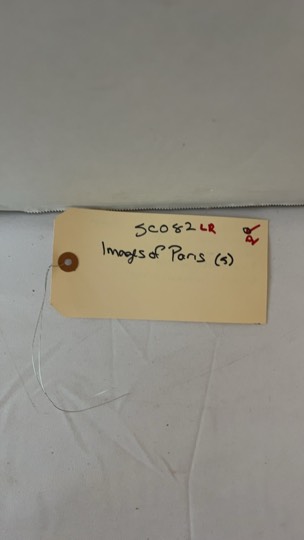 SC082 LR
Images of Paris (5)